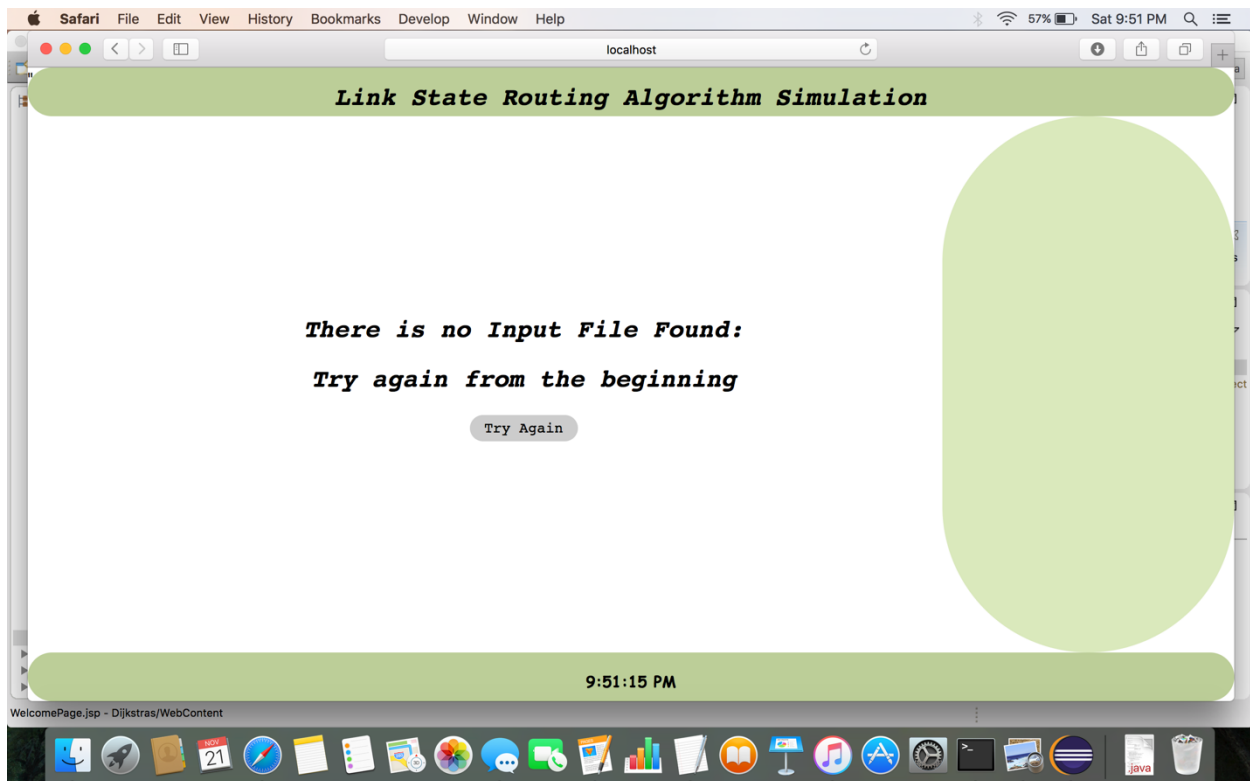 Safari File Edit View History Bookmarks Develop Window Help 57% Sat 9:51 PM
localhost
Link State Routing Algorithm Simulation
There is no Input File Found:
Try again from the beginning
Try Again
9:51:15 PM
WelcomePage.jsp - Dijkstras/WebContent
NOV
21
.java